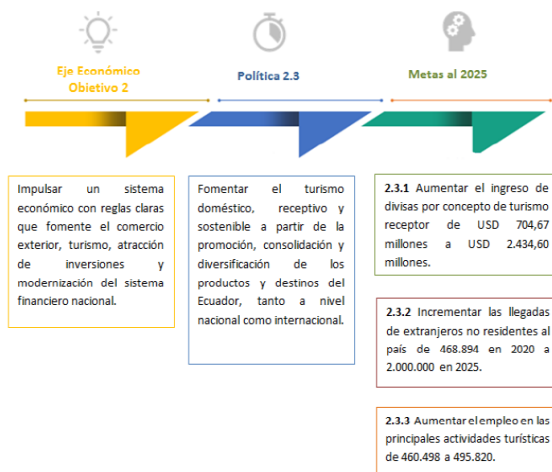 Eje Económico
Objetivo 2
Política 2.3
Metas al 2025
Impulsar un sistema
económico con reglas claras
que fomente el comercio
exterior, turismo, atracción
de inversiones y
modernización del sistema
financiero nacional.
Fomentar el turismo
doméstico, receptivo y
sostenible a partir de la
promoción, consolidación y
diversificación de los
productos y destinos del
Ecuador, tanto a nivel
nacional como internacional.
2.3.1 Aumentar el ingreso de
divisas por concepto de turismo
receptor de USD 704,67
millones a USD 2.434,60
millones.
2.3.2 Incrementar las llegadas
de extranjeros no residentes al
país de 468.894 en 2020 a
2.000.000 en 2025.
2.3.3 Aumentar el empleo en las
principales actividades turísticas
de 460.498 a 495.820.